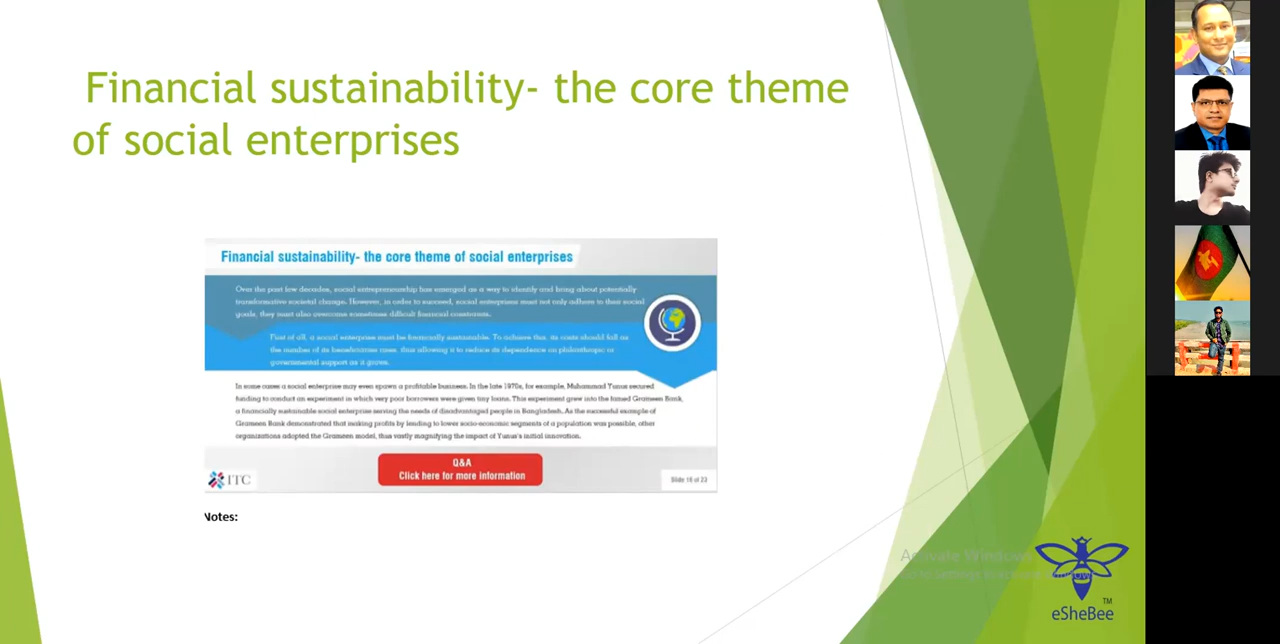 Financial sustainability- the core theme
of social enterprises
Financial sustainability- the core theme of social enterprises
Over the past few decades, social entrepreneurship has emerged as a way to identify and bring about potentially
transformative societal change. However, in order to succeed, social enterprises must not only adhere to their social
goals, they must also overcome sometimes difficult financial constraints.
First of all, a social enterprise must be financially sustainable. To achieve this, its costs should fall as
the number of its beneficiaries rises, thus allowing it to reduce its dependence on philanthropic or
governmental support as it grows.
In some cases a social enterprise may even spawn a profitable business. In the late 1970s, for example, Muhammad Yunus secured
funding to conduct an experiment in which very poor borrowers were given tiny loans. This experiment grew into the famed Grameen Bank,
a financially sustainable social enterprise serving the needs of disadvantaged people in Bangladesh. As the successful example of
Grameen Bank demonstrated that making profits by lending to lower socio-economic segments of a population was possible, other
organizations adopted the Grameen model, thus vastly magnifying the impact of Yunus's initial innovation.
Q&A
Click here for more information
ITC
Slide 18 of 23
Notes:
Activate Windows
eSheBee
TM